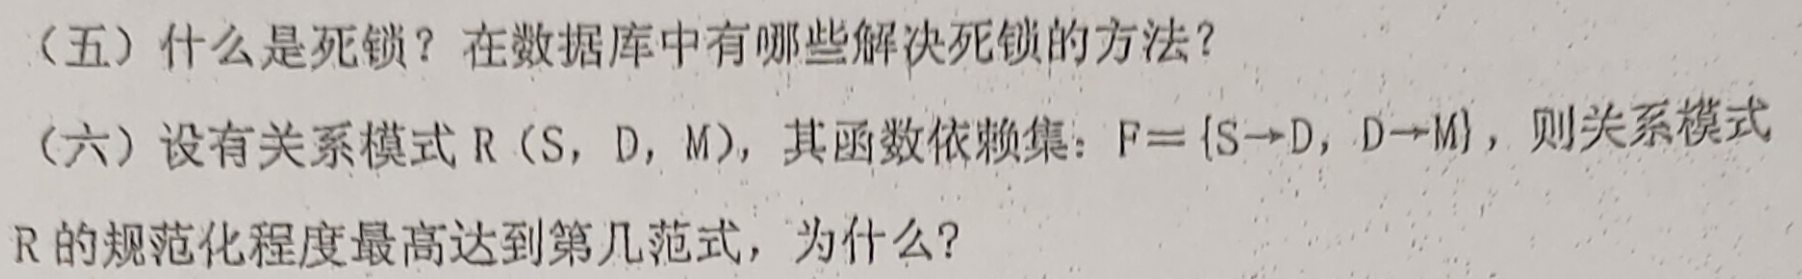 （五）什么是死锁？在数据库中有哪些解决死锁的方法？
（六）设有关系模式 R（S，D，M），其函数依赖集：F＝{S→D，D→M}，则关系模式
R 的规范化程度最高达到第几范式，为什么？